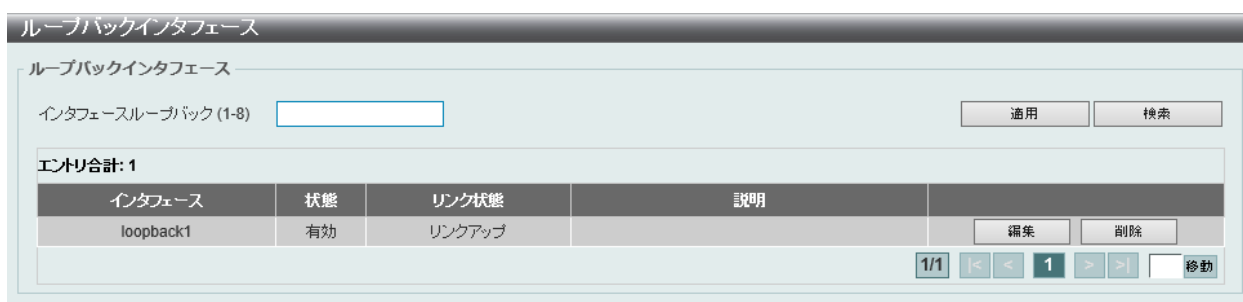 ループバックインタフェース
ループバックインタフェース
インタフェースループバック (1-8) 適用 検索
エントリ合計: 1
インタフェース 状態 リンク状態 説明
loopback1 有効 リンクアップ 編集 削除
1/1 |< < 1 > >| 移動